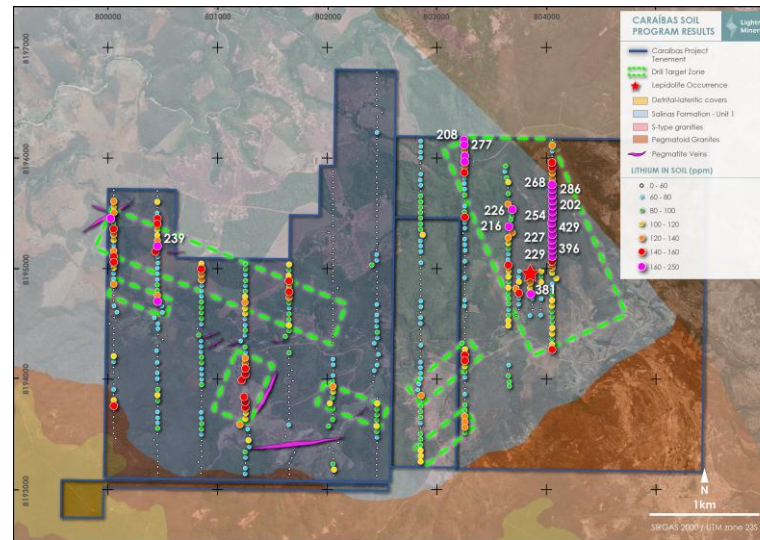 800000
801000
802000
803000
804000
8197000
8196000
8195000
8194000
8193000
CARAÍBAS SOIL
PROGRAM RESULTS
Caraíbas Project
Tenement
Drill Target Zone
Lepidolite Occurrence
Detrital-lateritic covers
Salinas Formation - Unit 1
S-type granities
Pegmatoid Granites
Pegmatite Veins
LITHIUM IN SOIL (ppm)
0 - 60
60 - 80
80 - 100
100 - 120
120 - 140
140 - 160
160 - 250
208
277
268
286
202
226
254
429
216
227
396
229
381
239
N
1km
SIRGAS 2000 / UTM zone 23S